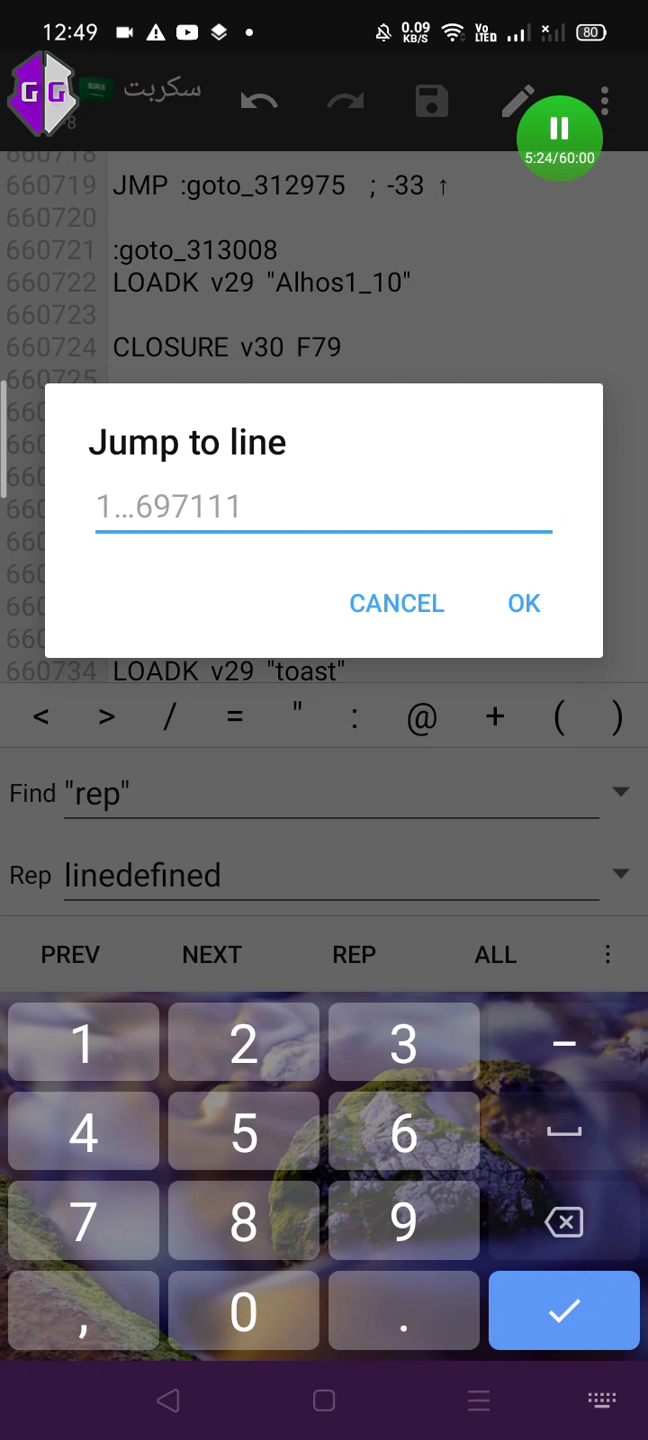 12:49
0.09 KB/S
Vo LTE
80
GG
سكربت
-8
5:24/60:00
660718
660719 JMP :goto_312975 ; -33 ↑
660720
660721 :goto_313008
660722 LOADK v29 "Alhos1_10"
660723
660724 CLOSURE v30 F79
660725
Jump to line
1...697111
CANCEL OK
660734 LOADK v29 "toast"
< > / = " : @ + ( )
Find "rep"
Rep linedefined
PREV NEXT REP ALL
1 2 3 -
4 5 6
7 8 9
, 0 .